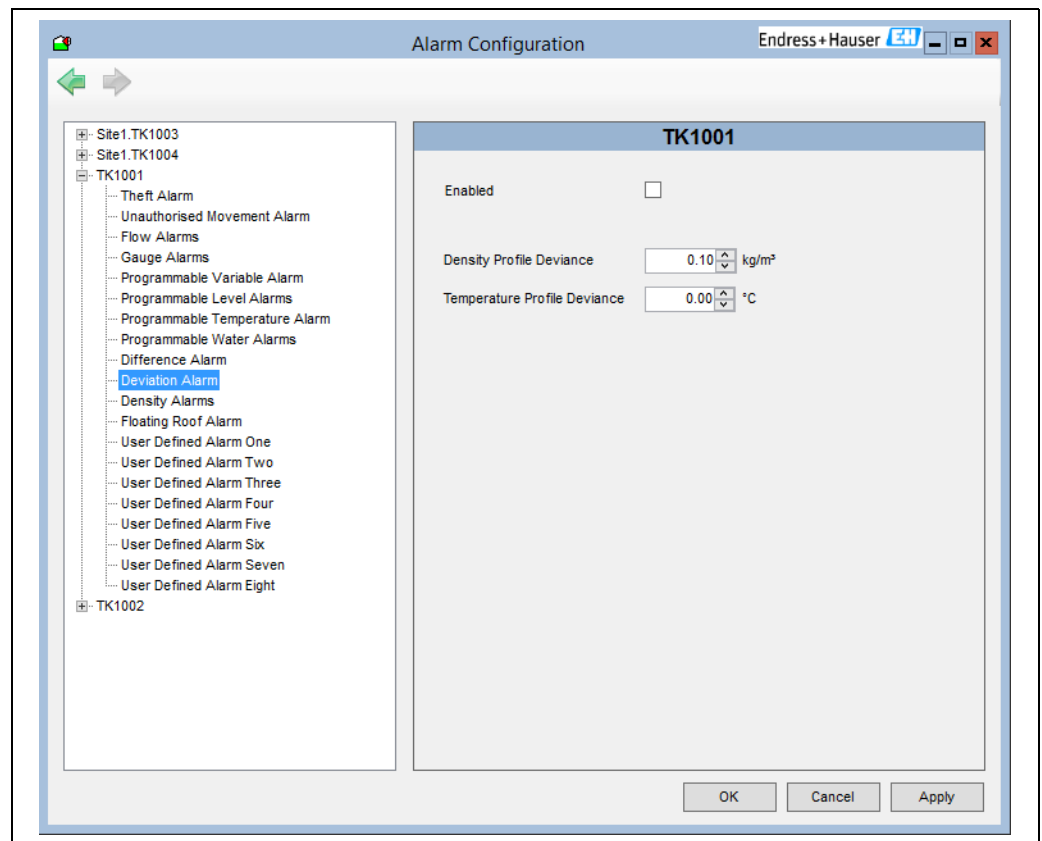 Alarm Configuration
Endress+Hauser EH
Site1.TK1003
Site1.TK1004
TK1001
Theft Alarm
Unauthorised Movement Alarm
Flow Alarms
Gauge Alarms
Programmable Variable Alarm
Programmable Level Alarms
Programmable Temperature Alarm
Programmable Water Alarms
Difference Alarm
Deviation Alarm
Density Alarms
Floating Roof Alarm
User Defined Alarm One
User Defined Alarm Two
User Defined Alarm Three
User Defined Alarm Four
User Defined Alarm Five
User Defined Alarm Six
User Defined Alarm Seven
User Defined Alarm Eight
TK1002
TK1001
Enabled
Density Profile Deviance 0.10 kg/m³
Temperature Profile Deviance 0.00 °C
OK Cancel Apply